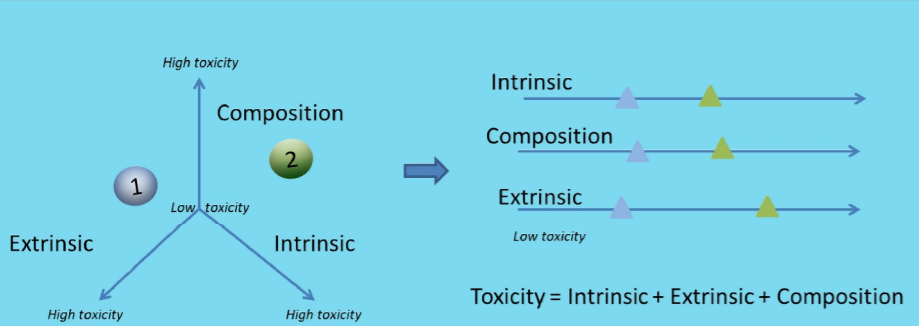 High toxicity
Composition
1
2
Low toxicity
Extrinsic
Intrinsic
High toxicity
High toxicity
Intrinsic
Composition
Extrinsic
Low toxicity
Toxicity = Intrinsic + Extrinsic + Composition